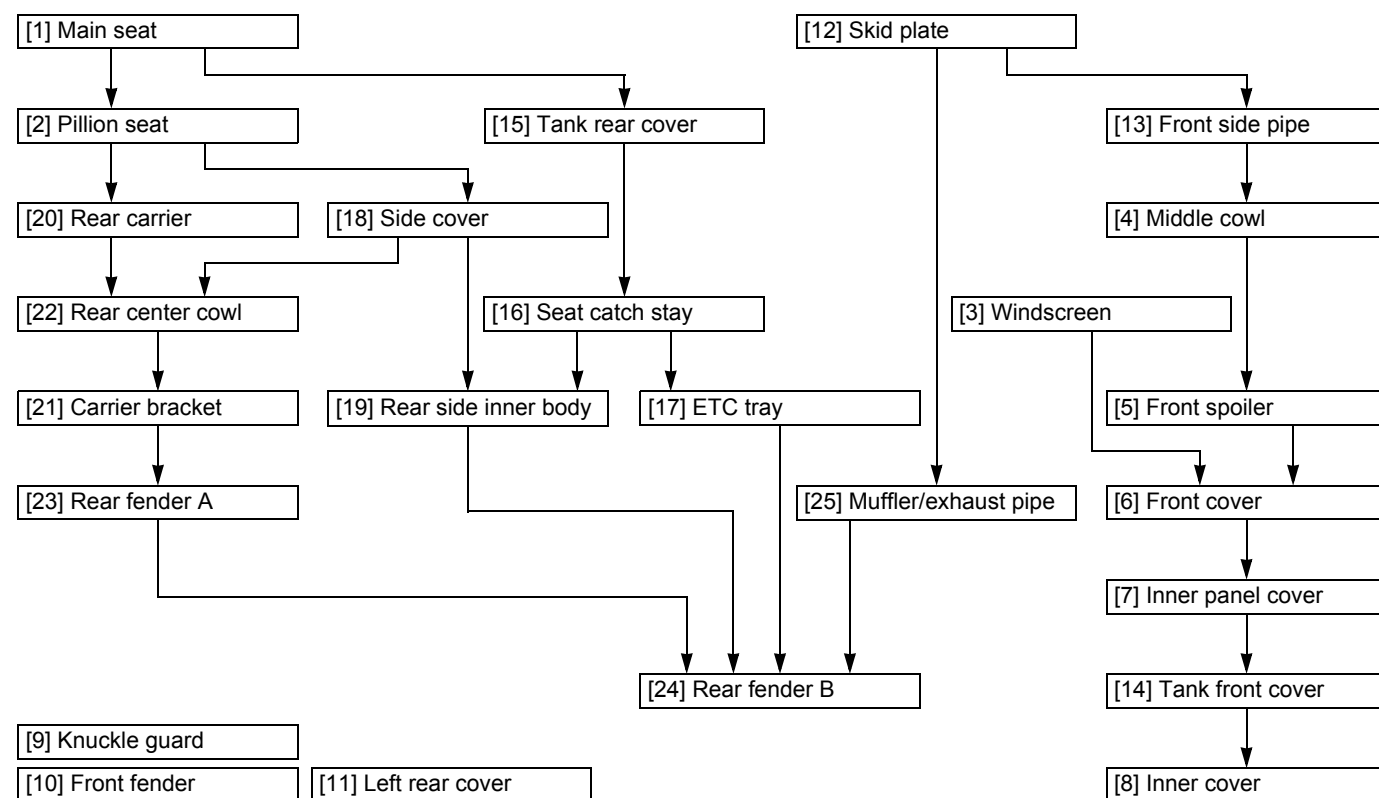 [1] Main seat
[12] Skid plate
[2] Pillion seat
[15] Tank rear cover
[13] Front side pipe
[20] Rear carrier
[18] Side cover
[4] Middle cowl
[22] Rear center cowl
[16] Seat catch stay
[3] Windscreen
[21] Carrier bracket
[19] Rear side inner body
[17] ETC tray
[5] Front spoiler
[23] Rear fender A
[25] Muffler/exhaust pipe
[6] Front cover
[7] Inner panel cover
[24] Rear fender B
[14] Tank front cover
[9] Knuckle guard
[10] Front fender
[11] Left rear cover
[8] Inner cover